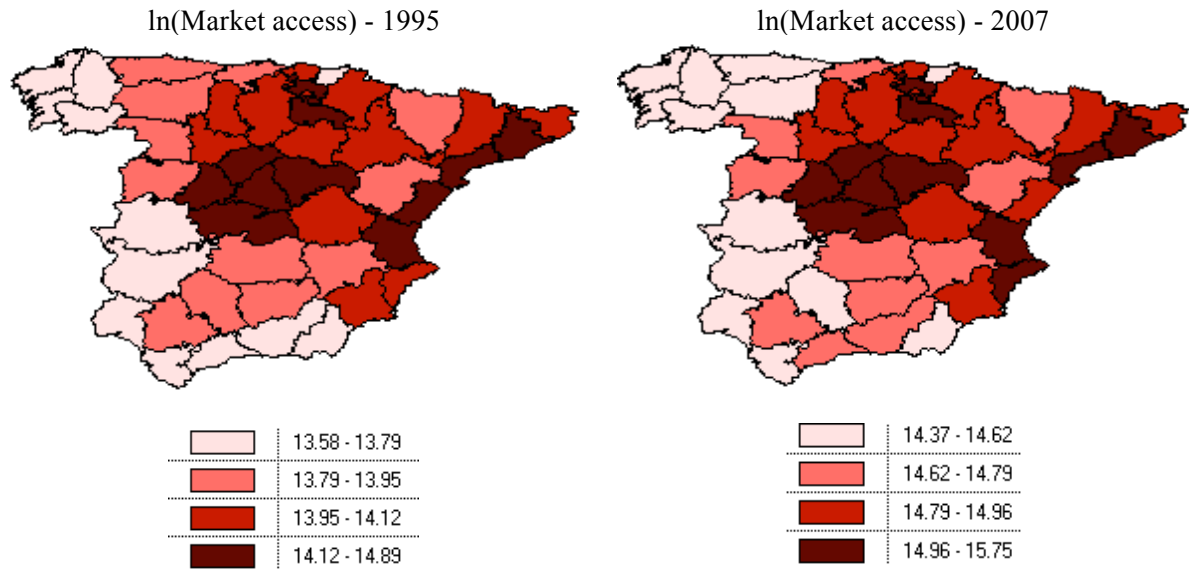 ln(Market access) - 1995
ln(Market access) - 2007
13.58 - 13.79
13.79 - 13.95
13.95 - 14.12
14.12 - 14.89
14.37 - 14.62
14.62 - 14.79
14.79 - 14.96
14.96 - 15.75